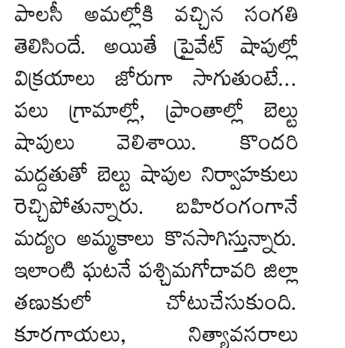 పాలసీ అమల్లోకి వచ్చిన సంగతి
తెలిసిందే. అయితే ప్రైవేట్ షాపుల్లో
విక్రయాలు జోరుగా సాగుతుంటే...
పలు గ్రామాల్లో, ప్రాంతాల్లో బెల్టు
షాపులు వెలిశాయి. కొందరి
మద్దతుతో బెల్టు షాపుల నిర్వాహకులు
రెచ్చిపోతున్నారు. బహిరంగంగానే
మద్యం అమ్మకాలు కొనసాగిస్తున్నారు.
ఇలాంటి ఘటనే పశ్చిమగోదావరి జిల్లా
తణుకులో చోటుచేసుకుంది.
కూరగాయలు, నిత్యావసరాలు